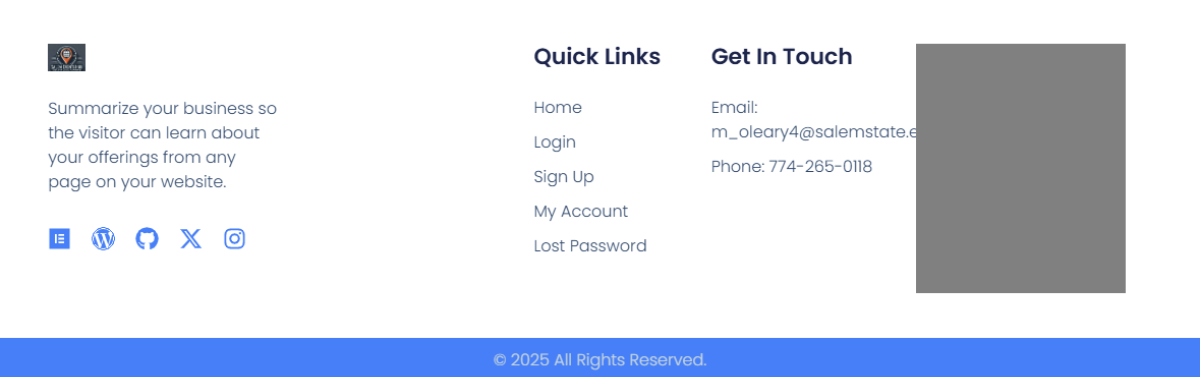 Summarize your business so
the visitor can learn about
your offerings from any
page on your website.
Quick Links
Home
Login
Sign Up
My Account
Lost Password
Get In Touch
Email:
m_oleary4@salemstate.e
Phone: 774-265-0118
© 2025 All Rights Reserved.